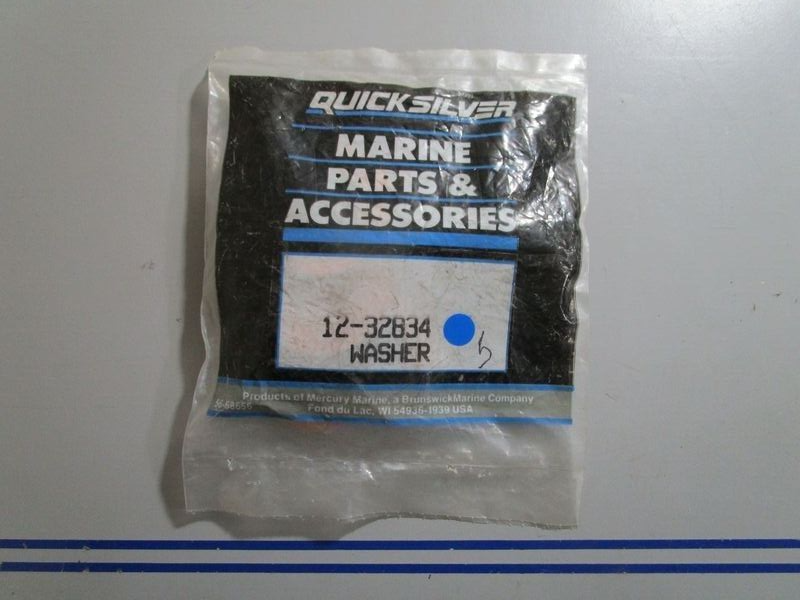 QUICKSILVER
MARINE
PARTS &
ACCESSORIES
12-32834
WASHER
5
Products of Mercury Marine, a Brunswick Marine Company
Fond du Lac, WI 54936-1939 USA